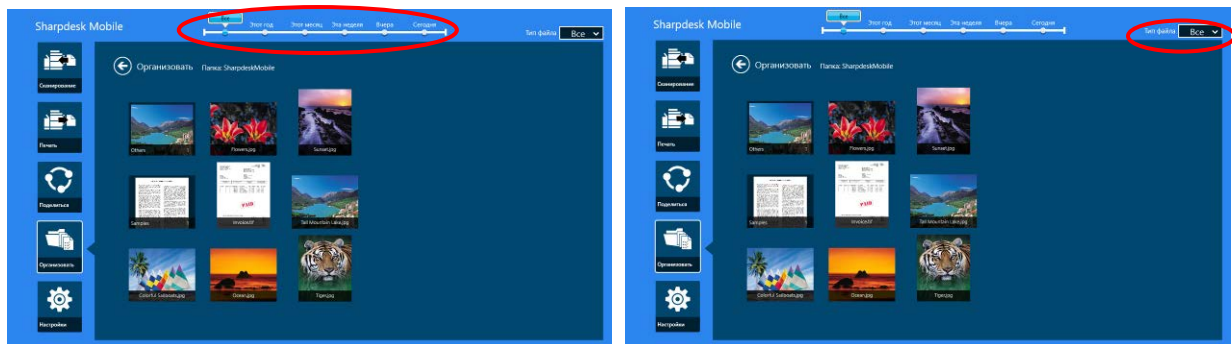 Sharpdesk Mobile
Все
Этот год
Этот месяц
Эта неделя
Вчера
Сегодня
Тип файла
Все
Сканирование
Печать
Поделиться
Организовать
Настройки
Организовать
Папка: SharpdeskMobile
Others
Flowers.jpg
Sunset.jpg
Samples
Invoice.tif
Tall Mountain Lake.jpg
Colorful Sailboats.jpg
Ocean.jpg
Tiger.jpg
Sharpdesk Mobile
Все
Этот год
Этот месяц
Эта неделя
Вчера
Сегодня
Тип файла
Все
Сканирование
Печать
Поделиться
Организовать
Настройки
Организовать
Папка: SharpdeskMobile
Others
Flowers.jpg
Sunset.jpg
Samples
Invoice.tif
Tall Mountain Lake.jpg
Colorful Sailboats.jpg
Ocean.jpg
Tiger.jpg